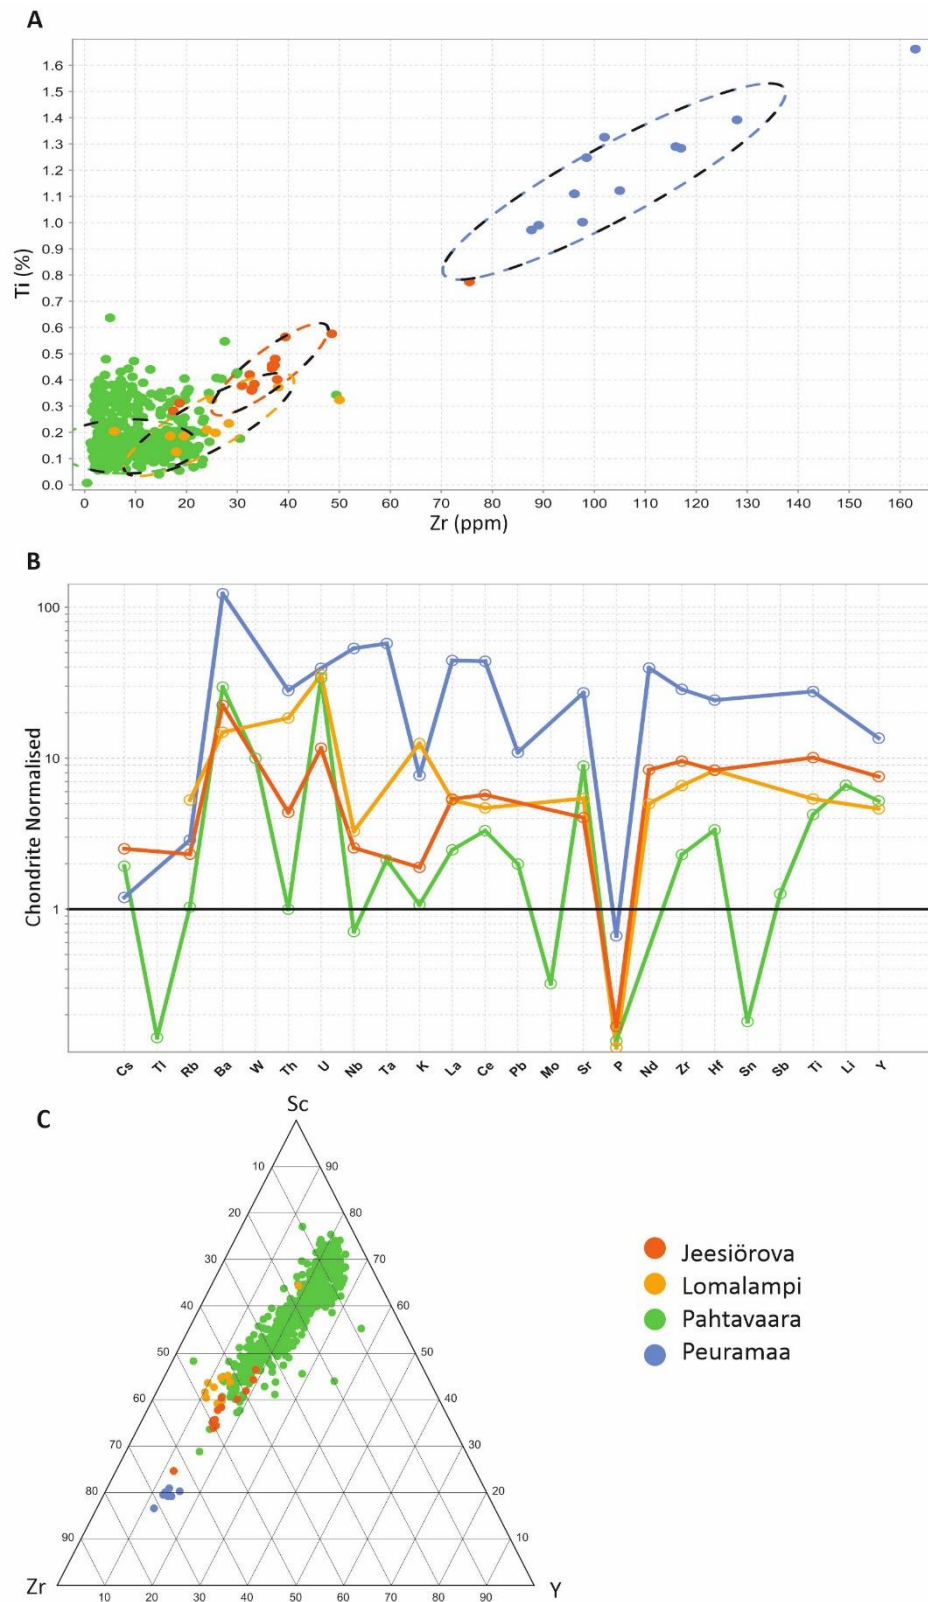 A
1.6
1.5
1.4
1.3
1.2
1.1
1.0
0.9
0.8
0.7
0.6
0.5
0.4
0.3
0.2
0.1
0.0
Ti (%)
0 10 20 30 40 50 60 70 80 90 100 110 120 130 140 150 160
Zr (ppm)
B
100
10
1
Chondrite Normalised
Cs Tl Rb Ba W Th U Nb Ta K La Ce Pb Mo Sr P Nd Zr Hf Sn Sb Ti Li Y
C
Sc
10 90
20 80
30 70
40 60
50 50
60 40
70 30
80 20
90 10
Zr Y
10 20 30 40 50 60 70 80 90
Jeesiörova
Lomalampi
Pahtavaara
Peuramaa